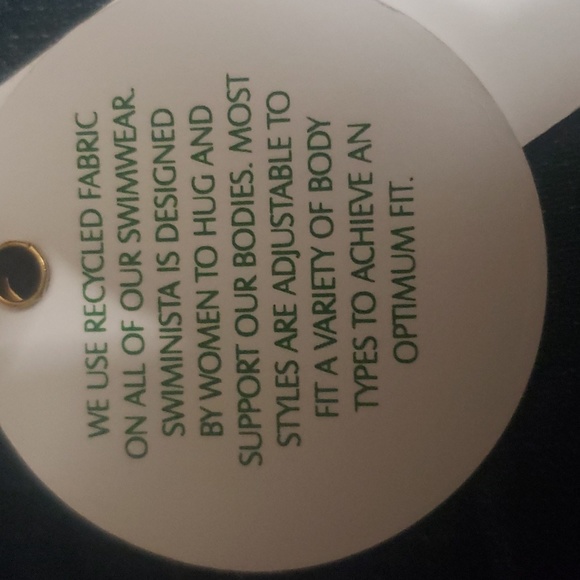 WE USE RECYCLED FABRIC
ON ALL OF OUR SWIMWEAR.
SWIMINISTA IS DESIGNED
BY WOMEN TO HUG AND
SUPPORT OUR BODIES. MOST
STYLES ARE ADJUSTABLE TO
FIT A VARIETY OF BODY
TYPES TO ACHIEVE AN
OPTIMUM FIT.